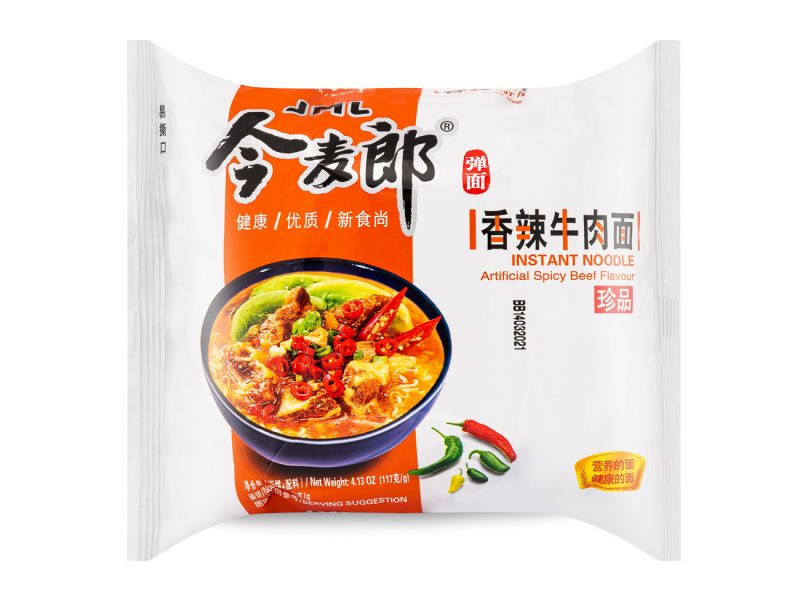 易撕口
JML
今麦郎®
弹面
健康 / 优质 / 新食尚
香辣牛肉面
INSTANT NOODLE
Artificial Spicy Beef Flavour
珍品
BB14032021
配料) / Net Weight: 4.13 OZ (117克/g)
/SERVING SUGGESTION
营养的面
健康的面